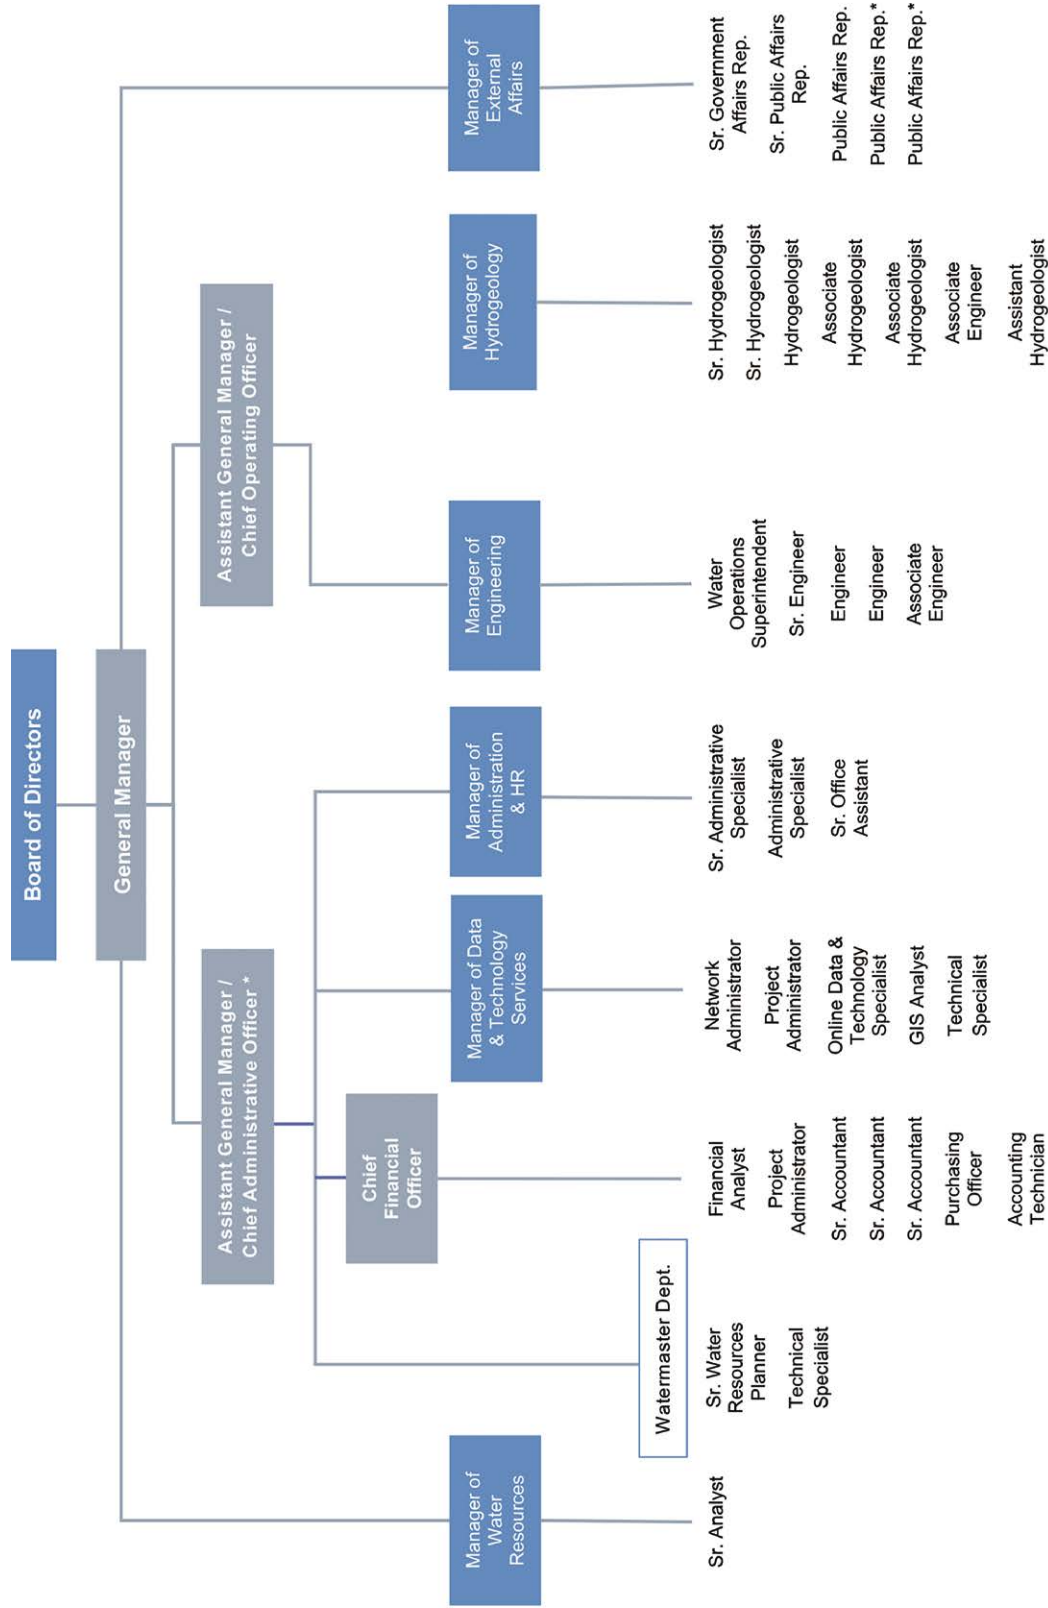 Board of Directors
General Manager
Assistant General Manager /
Chief Administrative Officer *
Assistant General Manager /
Chief Operating Officer
Chief
Financial
Officer
Manager of
Water
Resources
Manager of Data
& Technology
Services
Manager of
Administration
& HR
Manager of
Engineering
Manager of
Hydrogeology
Manager of
External
Affairs
Watermaster Dept.
Sr. Analyst
Sr. Water
Resources
Planner
Technical
Specialist
Financial
Analyst
Project
Administrator
Sr. Accountant
Sr. Accountant
Sr. Accountant
Purchasing
Officer
Accounting
Technician
Network
Administrator
Project
Administrator
Online Data &
Technology
Specialist
GIS Analyst
Technical
Specialist
Sr. Administrative
Specialist
Administrative
Specialist
Sr. Office
Assistant
Water
Operations
Superintendent
Sr. Engineer
Engineer
Engineer
Associate
Engineer
Sr. Hydrogeologist
Sr. Hydrogeologist
Hydrogeologist
Associate
Hydrogeologist
Associate
Hydrogeologist
Associate
Engineer
Assistant
Hydrogeologist
Sr. Government
Affairs Rep.
Sr. Public Affairs
Rep.
Public Affairs Rep.
Public Affairs Rep.*
Public Affairs Rep.*